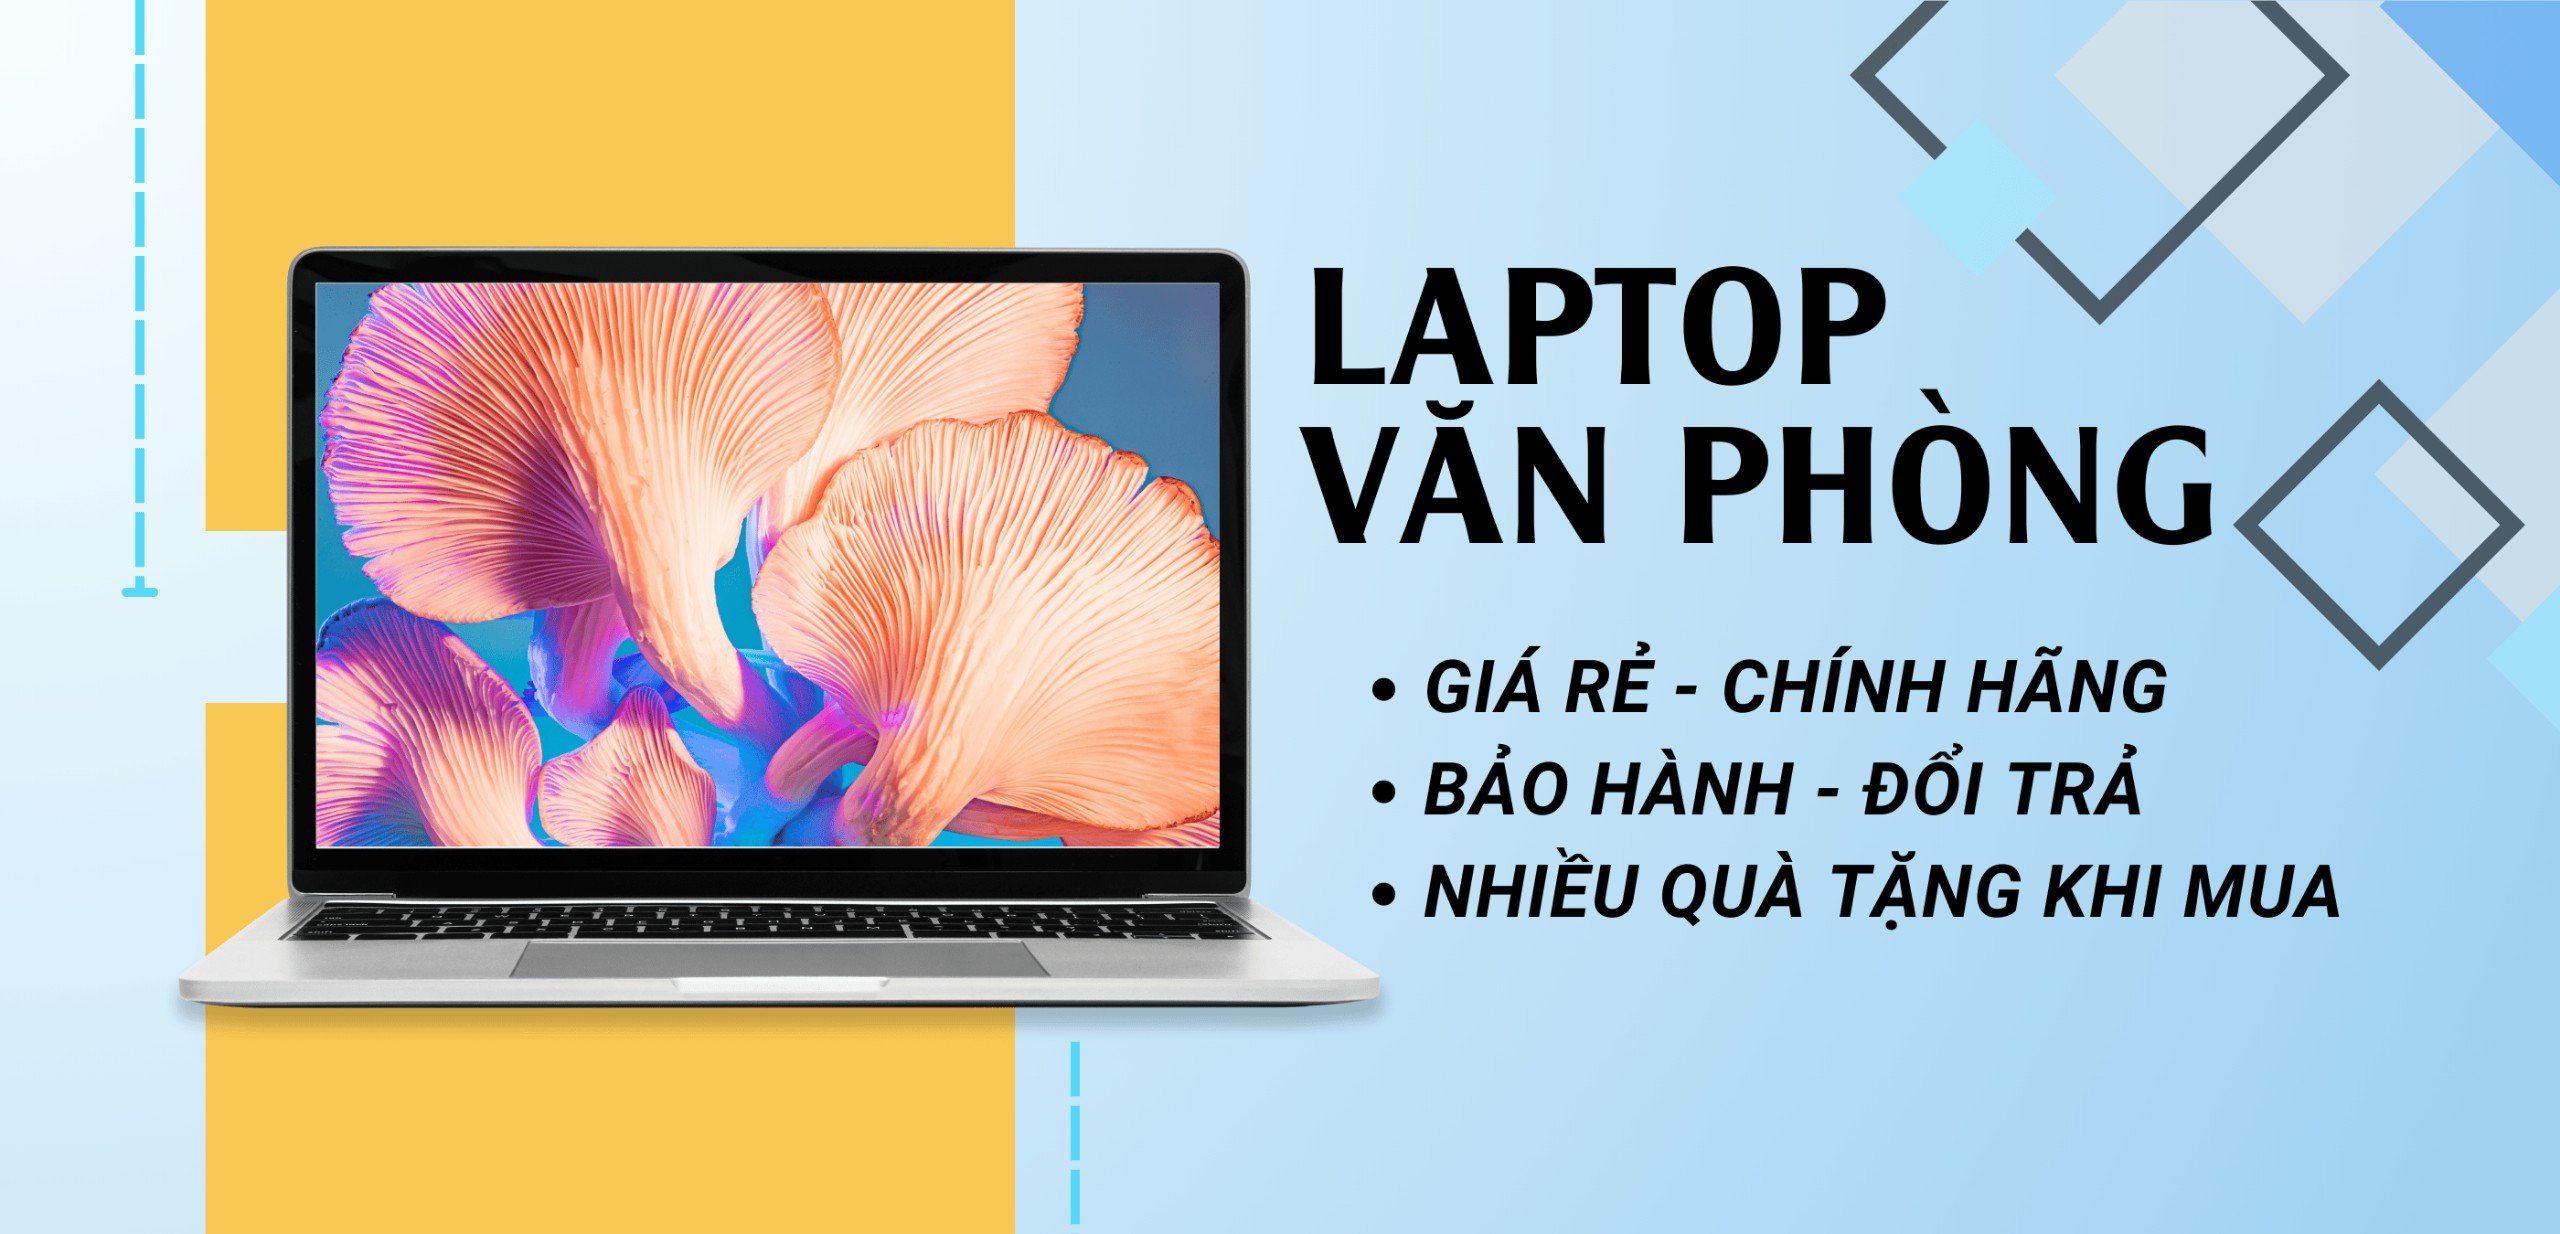 LAPTOP
VĂN PHÒNG
• GIÁ RẺ - CHÍNH HÃNG
• BẢO HÀNH - ĐỔI TRẢ
• NHIỀU QUÀ TẶNG KHI MUA